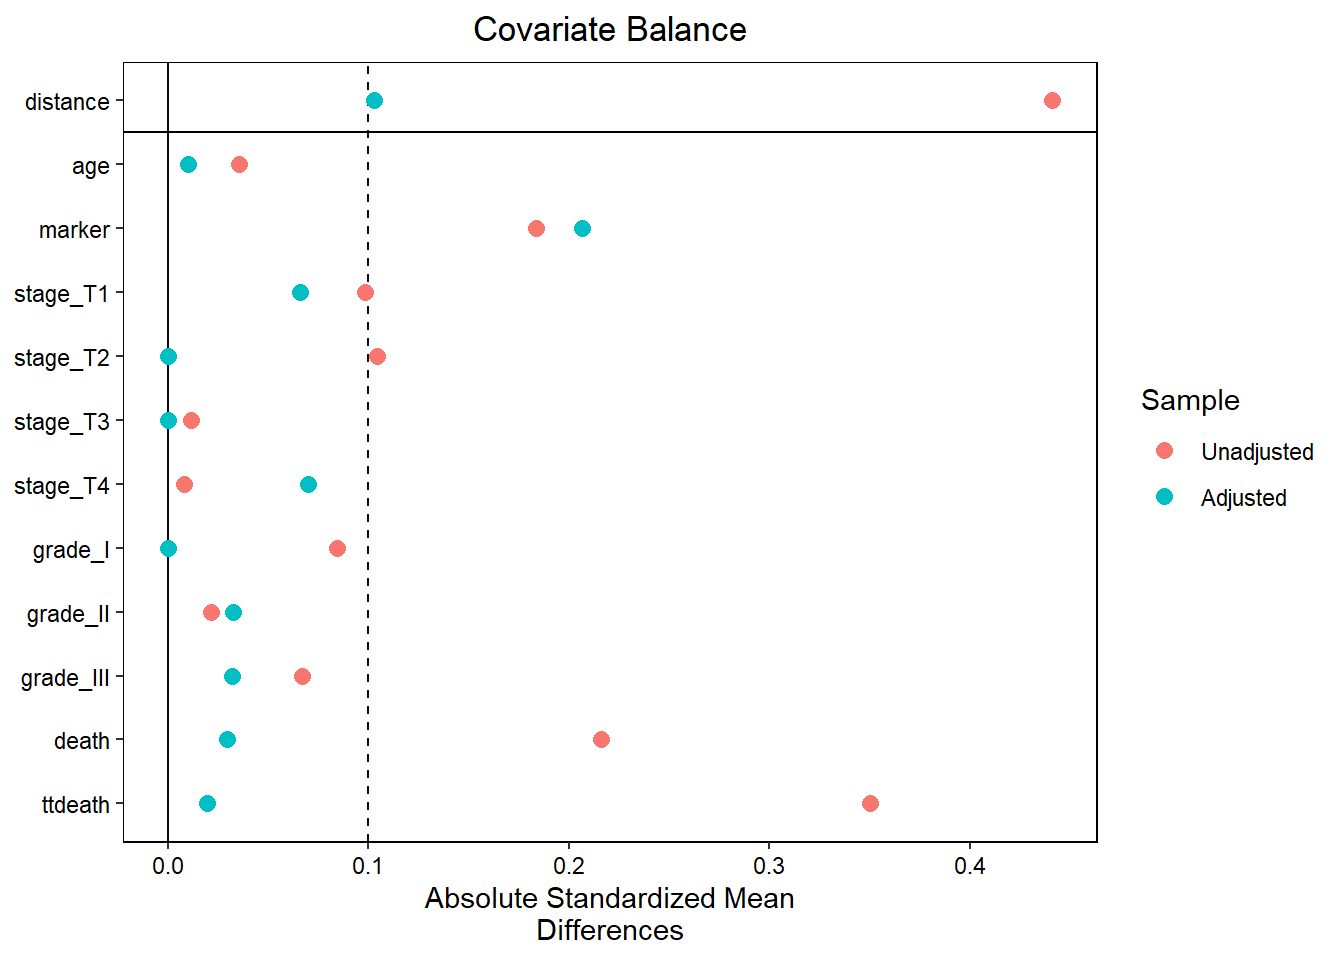 Covariate Balance
distance
age
marker
stage_T1
stage_T2
stage_T3
stage_T4
grade_I
grade_II
grade_III
death
ttdeath
0.0 0.1 0.2 0.3 0.4
Absolute Standardized Mean
Differences
Sample
Unadjusted
Adjusted